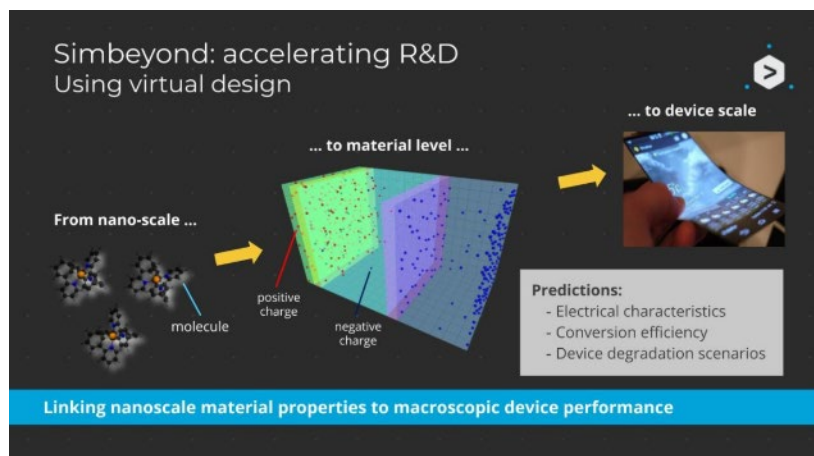 Simbeyond: accelerating R&D
Using virtual design
... to device scale
... to material level ...
From nano-scale ...
positive
charge
molecule
negative
charge
Predictions:
- Electrical characteristics
- Conversion efficiency
- Device degradation scenarios
Linking nanoscale material properties to macroscopic device performance